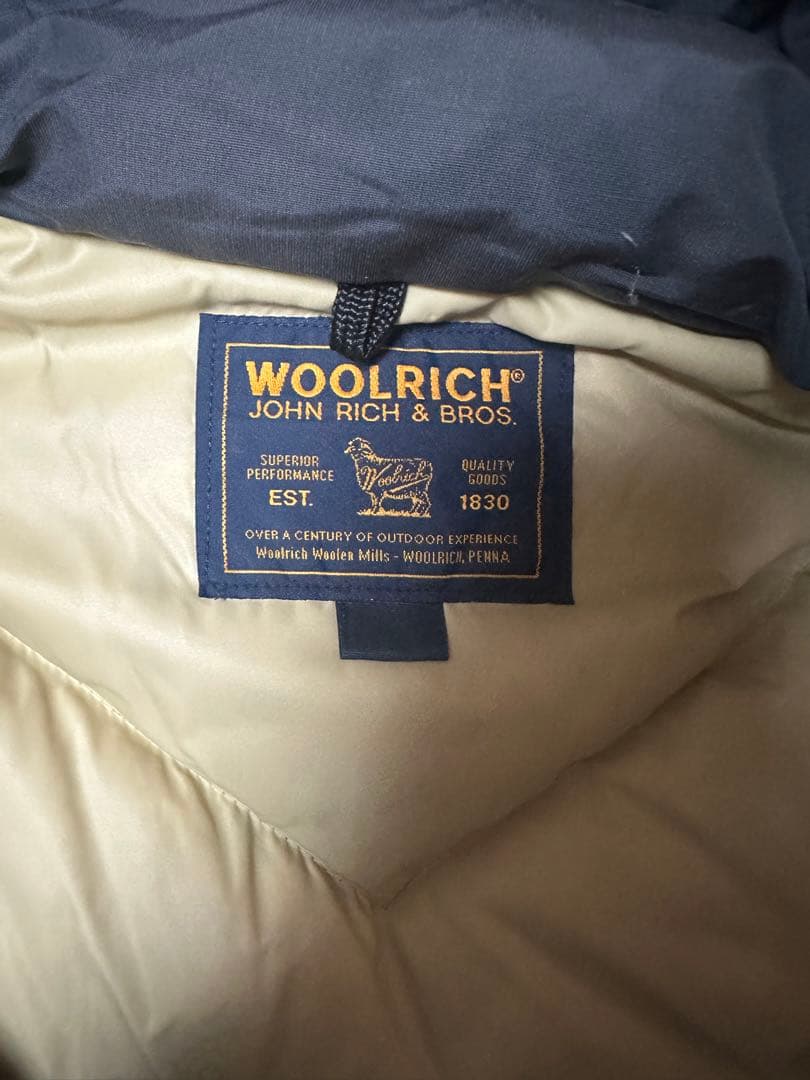 WOOLRICH®
JOHN RICH & BROS.
SUPERIOR PERFORMANCE
Woolrich
QUALITY GOODS
EST.
1830
OVER A CENTURY OF OUTDOOR EXPERIENCE
Woolrich Woolen Mills - WOOLRICH, PENNA